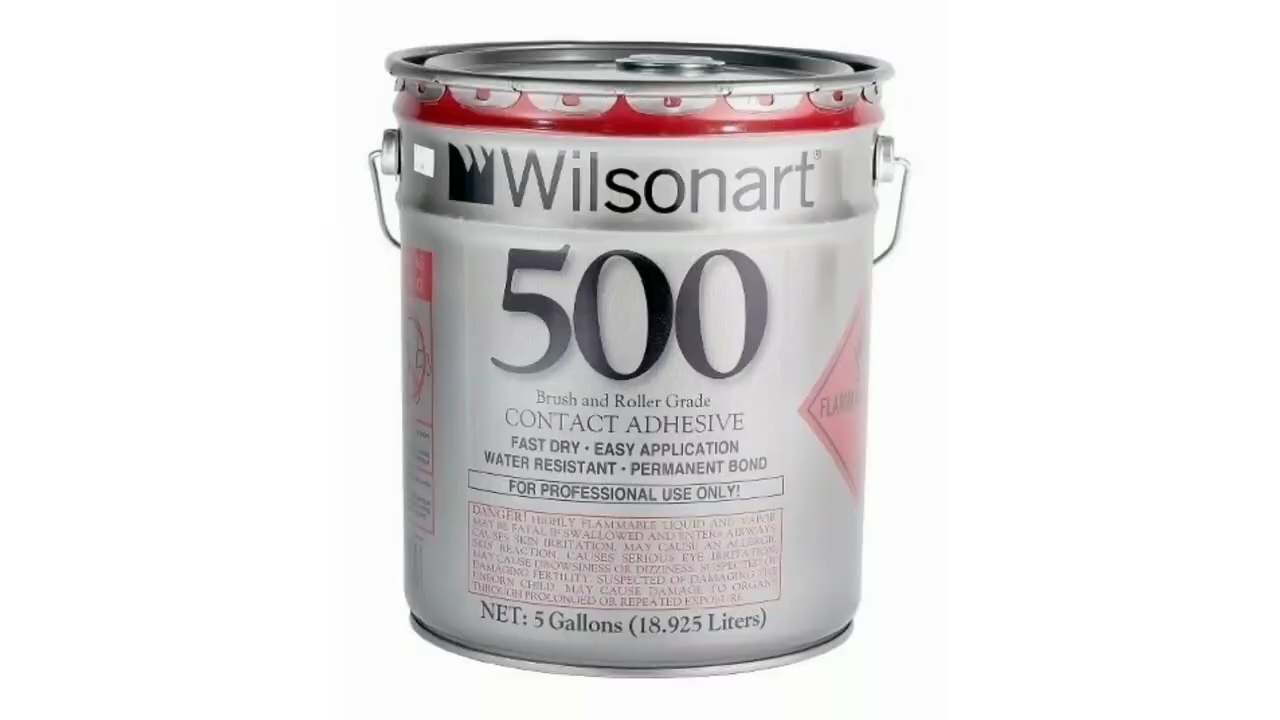 Wilsonart®
500
Brush and Roller Grade
CONTACT ADHESIVE
FAST DRY · EASY APPLICATION
WATER RESISTANT · PERMANENT BOND
FOR PROFESSIONAL USE ONLY!
DANGER! HIGHLY FLAMMABLE LIQUID AND VAPOR
MAY BE FATAL IF SWALLOWED AND ENTERS AIRWAYS
CAUSES SKIN IRRITATION. MAY CAUSE AN ALLERGIC
SKIN REACTION. CAUSES SERIOUS EYE IRRITATION.
MAY CAUSE DROWSINESS OR DIZZINESS. SUSPECTED OF
DAMAGING FERTILITY. SUSPECTED OF DAMAGING THE
UNBORN CHILD. MAY CAUSE DAMAGE TO ORGANS
THROUGH PROLONGED OR REPEATED EXPOSURE.
NET: 5 Gallons (18.925 Liters)